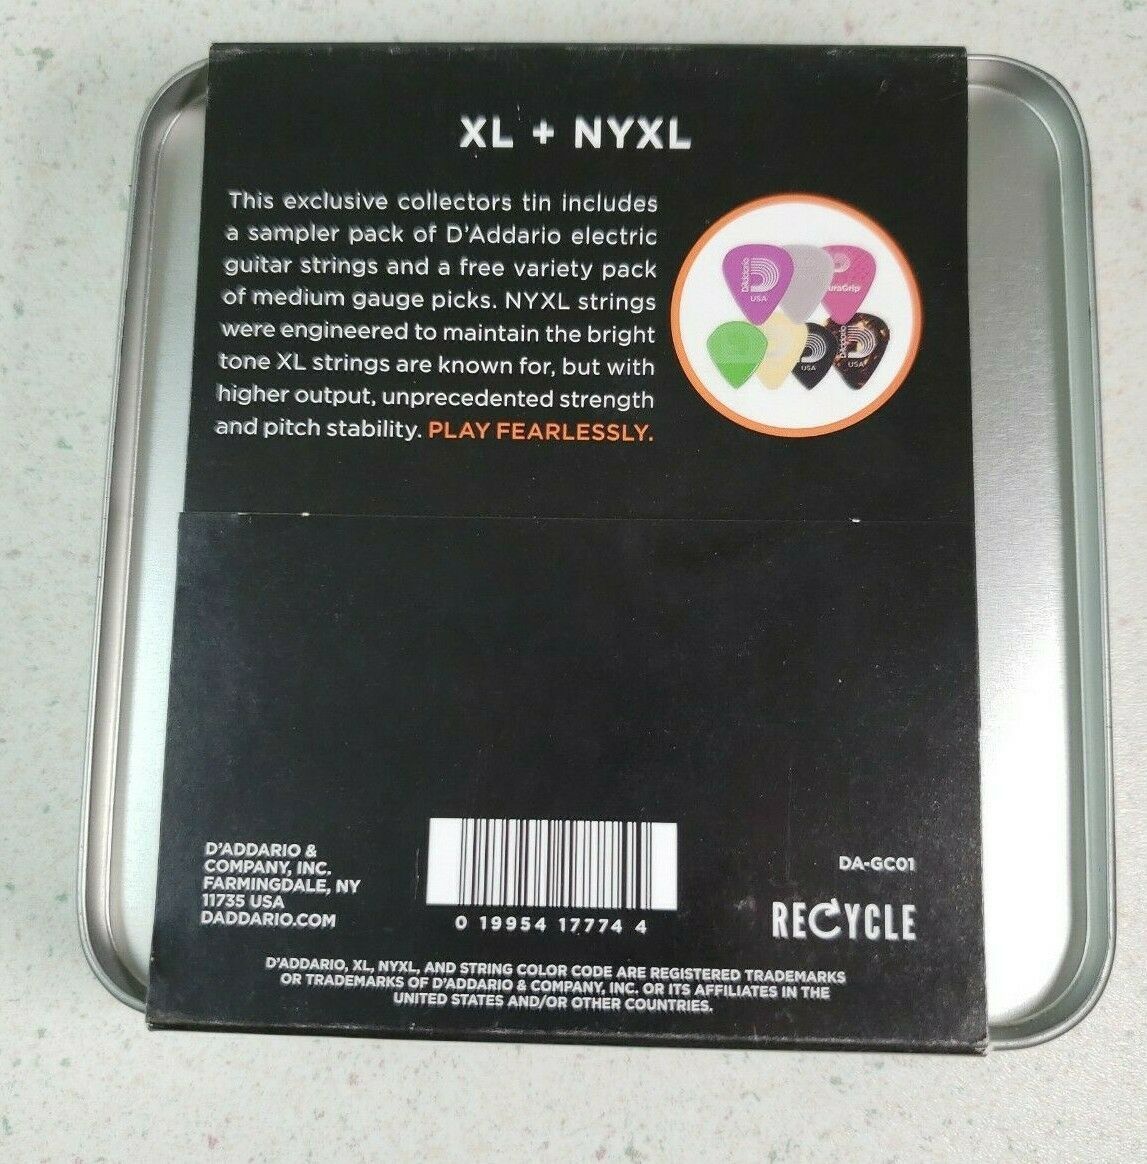 XL + NYXL
This exclusive collectors tin includes
a sampler pack of D'Addario electric
guitar strings and a free variety pack
of medium gauge picks. NYXL strings
were engineered to maintain the bright
tone XL strings are known for, but with
higher output, unprecedented strength
and pitch stability. PLAY FEARLESSLY.
D'Addario
USA
uraGrip
USA
D'Addario
USA
D'ADDARIO &
COMPANY, INC.
FARMINGDALE, NY
11735 USA
DADDARIO.COM
0 19954 17774 4
DA-GC01
RECYCLE
D'ADDARIO, XL, NYXL, AND STRING COLOR CODE ARE REGISTERED TRADEMARKS
OR TRADEMARKS OF D'ADDARIO & COMPANY, INC. OR ITS AFFILIATES IN THE
UNITED STATES AND/OR OTHER COUNTRIES.